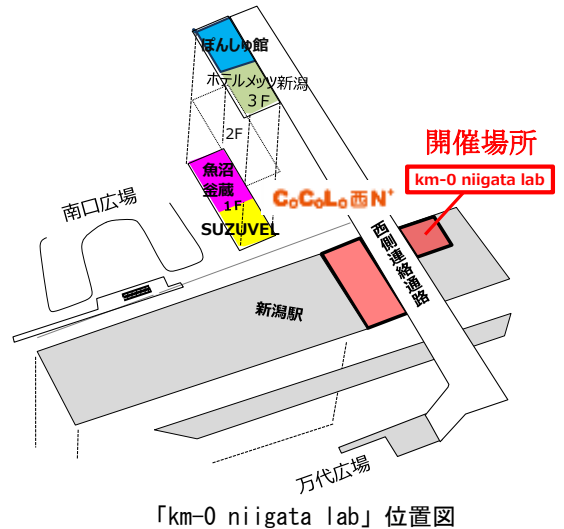 ぽんしゅ館
ホテルメッツ新潟
3F
2F
魚沼
釜蔵
1F
SUZUVEL
南口広場
CoCoLo西N⁺
開催場所
km-0 niigata lab
西側連絡通路
新潟駅
万代広場
「km-0 niigata lab」位置図